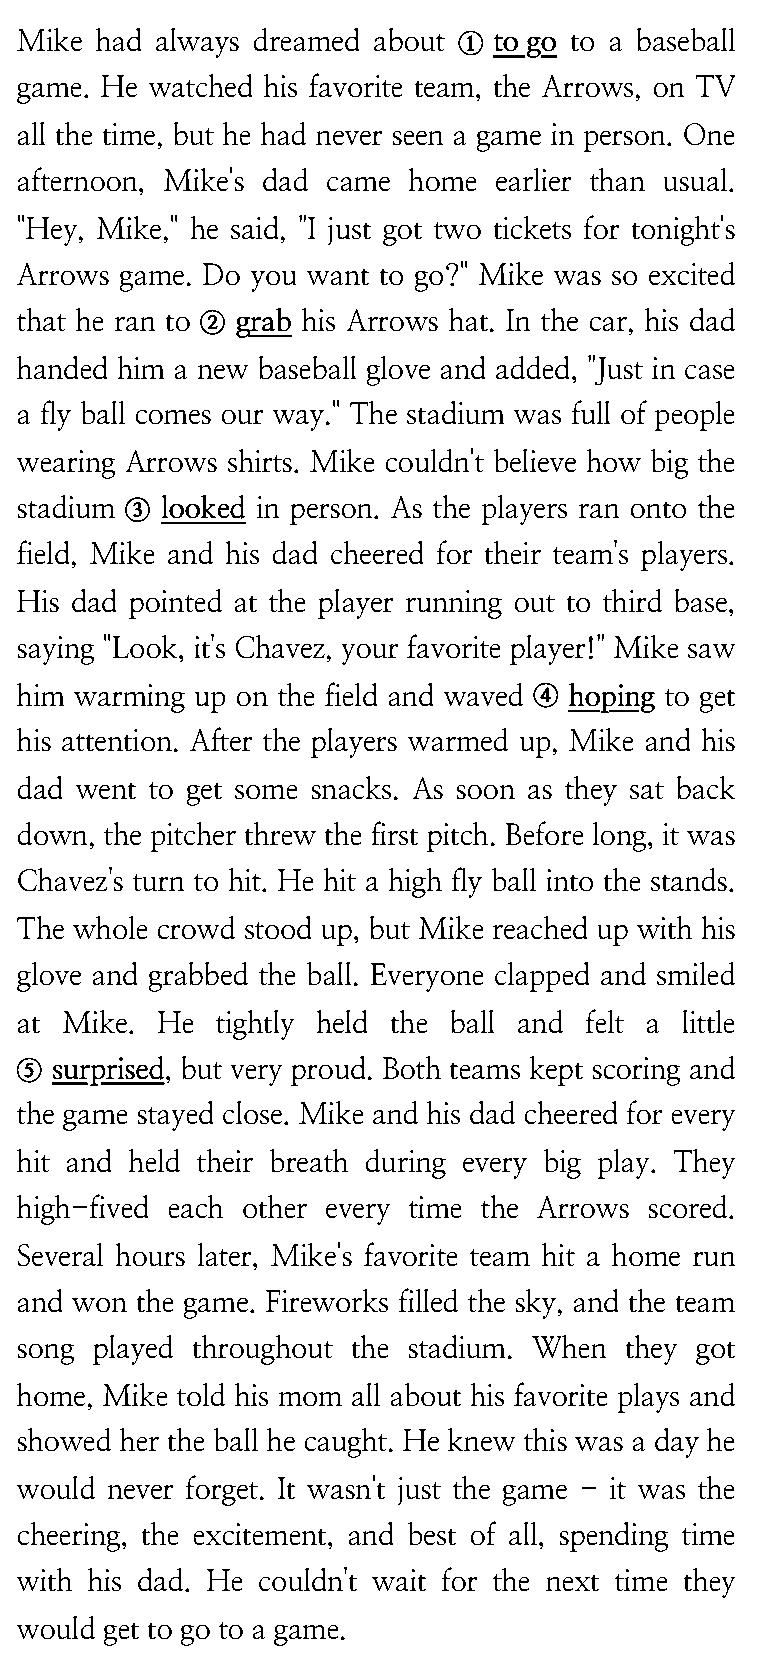 Mike had always dreamed about ① to go to a baseball
game. He watched his favorite team, the Arrows, on TV
all the time, but he had never seen a game in person. One
afternoon, Mike's dad came home earlier than usual.
"Hey, Mike," he said, "I just got two tickets for tonight's
Arrows game. Do you want to go?" Mike was so excited
that he ran to ② grab his Arrows hat. In the car, his dad
handed him a new baseball glove and added, "Just in case
a fly ball comes our way." The stadium was full of people
wearing Arrows shirts. Mike couldn't believe how big the
stadium ③ looked in person. As the players ran onto the
field, Mike and his dad cheered for their team's players.
His dad pointed at the player running out to third base,
saying "Look, it's Chavez, your favorite player!" Mike saw
him warming up on the field and waved ④ hoping to get
his attention. After the players warmed up, Mike and his
dad went to get some snacks. As soon as they sat back
down, the pitcher threw the first pitch. Before long, it was
Chavez's turn to hit. He hit a high fly ball into the stands.
The whole crowd stood up, but Mike reached up with his
glove and grabbed the ball. Everyone clapped and smiled
at Mike. He tightly held the ball and felt a little
⑤ surprised, but very proud. Both teams kept scoring and
the game stayed close. Mike and his dad cheered for every
hit and held their breath during every big play. They
high-fived each other every time the Arrows scored.
Several hours later, Mike's favorite team hit a home run
and won the game. Fireworks filled the sky, and the team
song played throughout the stadium. When they got
home, Mike told his mom all about his favorite plays and
showed her the ball he caught. He knew this was a day he
would never forget. It wasn't just the game - it was the
cheering, the excitement, and best of all, spending time
with his dad. He couldn't wait for the next time they
would get to go to a game.